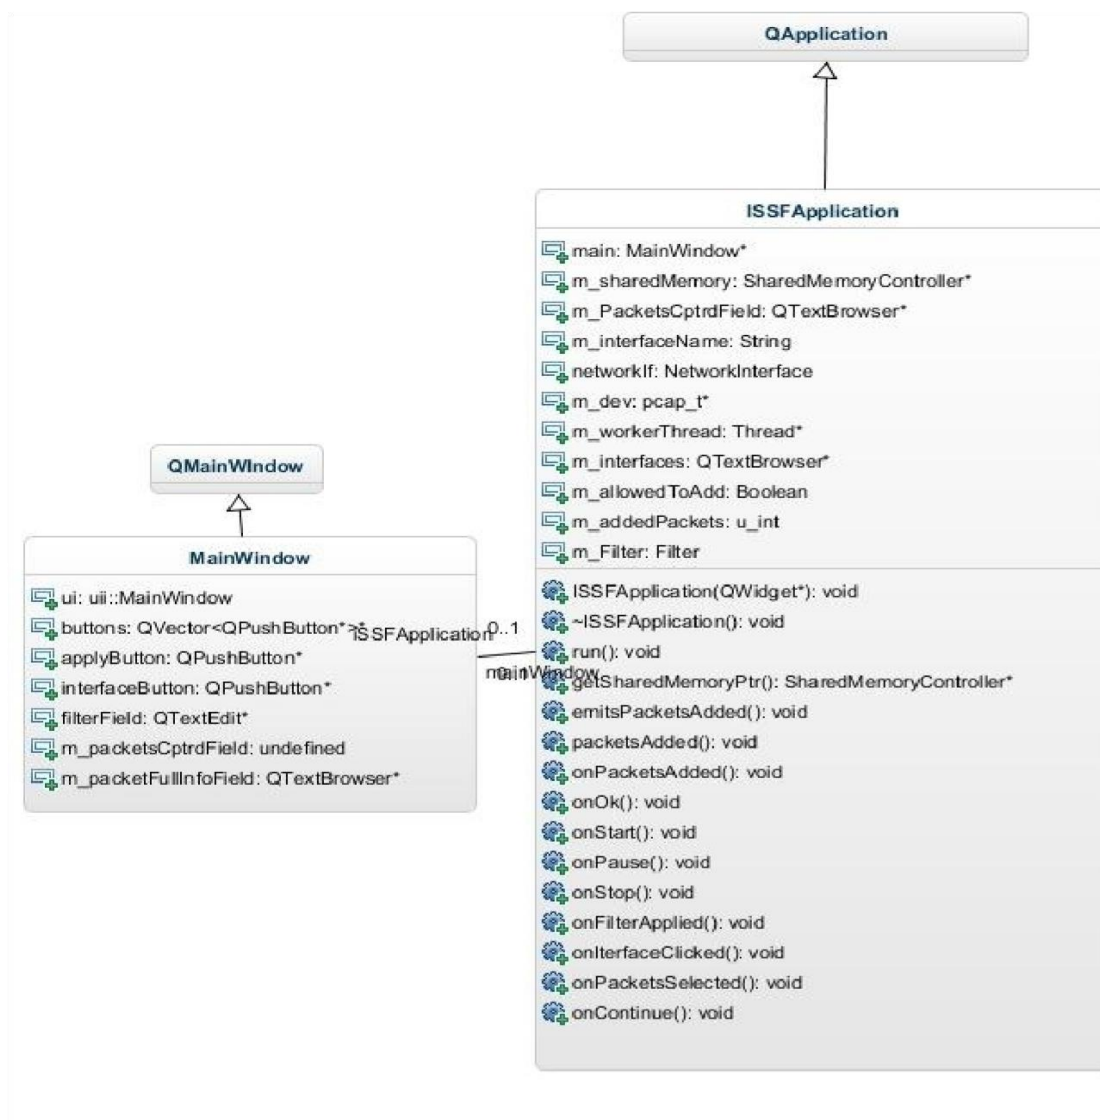 QApplication
ISSFApplication
main: MainWindow*
m_sharedMemory: SharedMemoryController*
m_PacketsCptrdField: QTextBrowser*
m_interfaceName: String
networkIf: NetworkInterface
m_dev: pcap_t*
m_workerThread: Thread*
m_interfaces: QTextBrowser*
m_allowedToAdd: Boolean
m_addedPackets: u_int
m_Filter: Filter
ISSFApplication(QWidget*): void
~ISSFApplication(): void
run(): void
getSharedMemoryPtr(): SharedMemoryController*
emitsPacketsAdded(): void
packetsAdded(): void
onPacketsAdded(): void
onOk(): void
onStart(): void
onPause(): void
onStop(): void
onFilterApplied(): void
onIterfaceClicked(): void
onPacketsSelected(): void
onContinue(): void
QMainWIndow
MainWindow
ui: uii::MainWindow
buttons: QVector<QPushButton*>*
applyButton: QPushButton*
interfaceButton: QPushButton*
filterField: QTextEdit*
m_packetsCptrdField: undefined
m_packetFullInfoField: QTextBrowser*
ISSFApplication
0..1
mainWindow
0..1